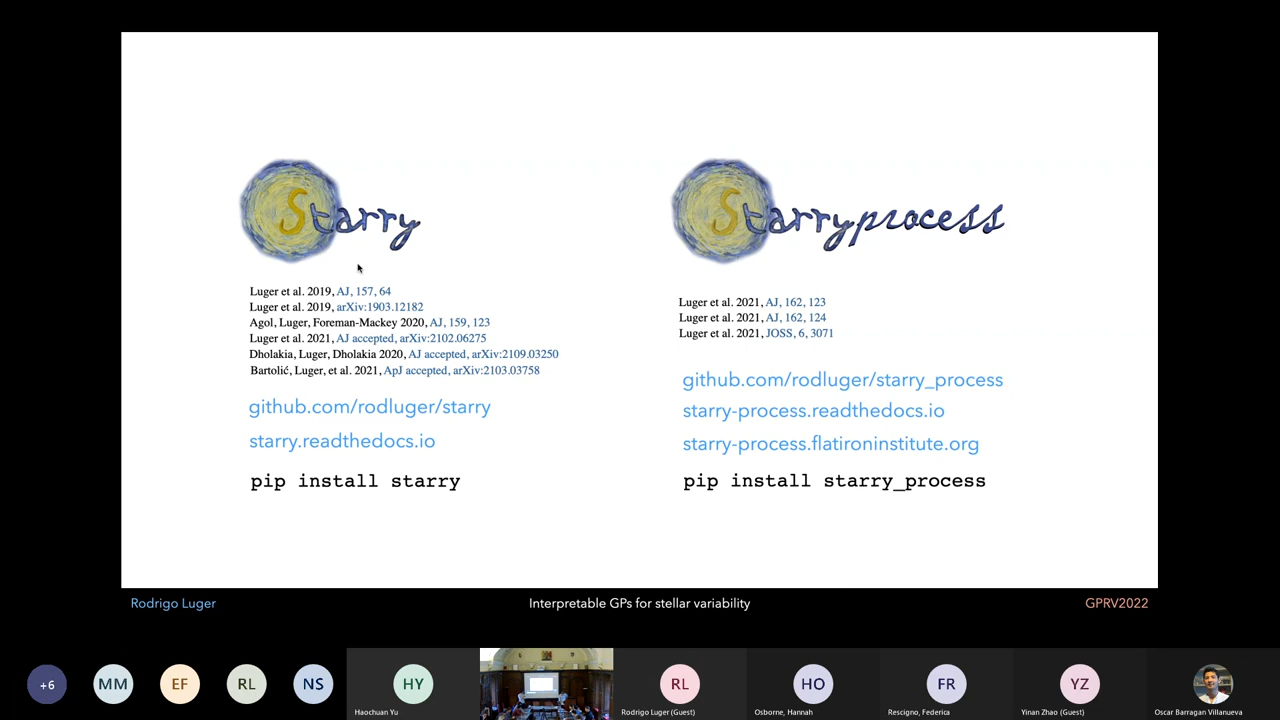 Starry
Luger et al. 2019, AJ, 157, 64
Luger et al. 2019, arXiv:1903.12182
Agol, Luger, Foreman-Mackey 2020, AJ, 159, 123
Luger et al. 2021, AJ accepted, arXiv:2102.06275
Dholakia, Luger, Dholakia 2020, AJ accepted, arXiv:2109.03250
Bartolić, Luger, et al. 2021, ApJ accepted, arXiv:2103.03758
github.com/rodluger/starry
starry.readthedocs.io
pip install starry
Starryprocess
Luger et al. 2021, AJ, 162, 123
Luger et al. 2021, AJ, 162, 124
Luger et al. 2021, JOSS, 6, 3071
github.com/rodluger/starry_process
starry-process.readthedocs.io
starry-process.flatironinstitute.org
pip install starry_process
Rodrigo Luger
Interpretable GPs for stellar variability
GPRV2022
+6
MM
EF
RL
NS
HY
Haochuan Yu
RL
Rodrigo Luger (Guest)
HO
Osborne, Hannah
FR
Rescigno, Federica
YZ
Yinan Zhao (Guest)
Oscar Barragan Villanueva